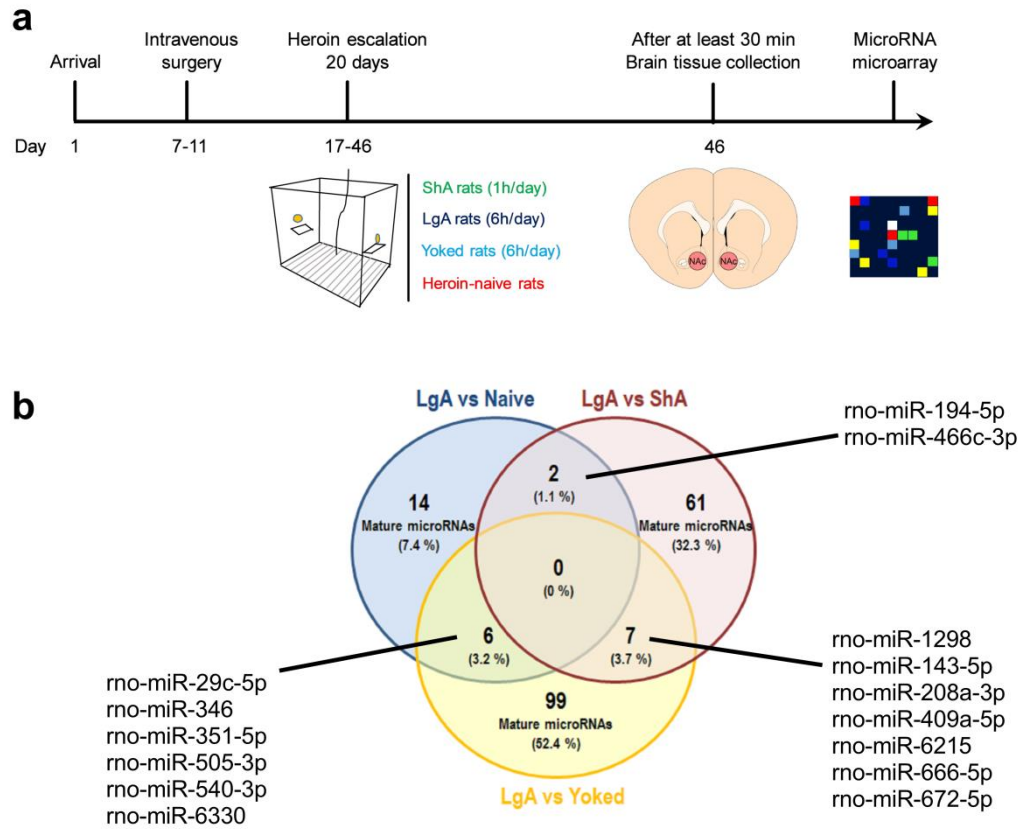 a
Arrival
Intravenous
surgery
Heroin escalation
20 days
After at least 30 min
Brain tissue collection
MicroRNA
microarray
Day 1 7-11 17-46 46
ShA rats (1h/day)
LgA rats (6h/day)
Yoked rats (6h/day)
Heroin-naive rats
NAc NAc
b
LgA vs Naive
LgA vs ShA
rno-miR-194-5p
rno-miR-466c-3p
2
(1.1 %)
14
Mature microRNAs
(7.4 %)
61
Mature microRNAs
(32.3 %)
0
(0 %)
6
(3.2 %)
7
(3.7 %)
99
Mature microRNAs
(52.4 %)
LgA vs Yoked
rno-miR-29c-5p
rno-miR-346
rno-miR-351-5p
rno-miR-505-3p
rno-miR-540-3p
rno-miR-6330
rno-miR-1298
rno-miR-143-5p
rno-miR-208a-3p
rno-miR-409a-5p
rno-miR-6215
rno-miR-666-5p
rno-miR-672-5p